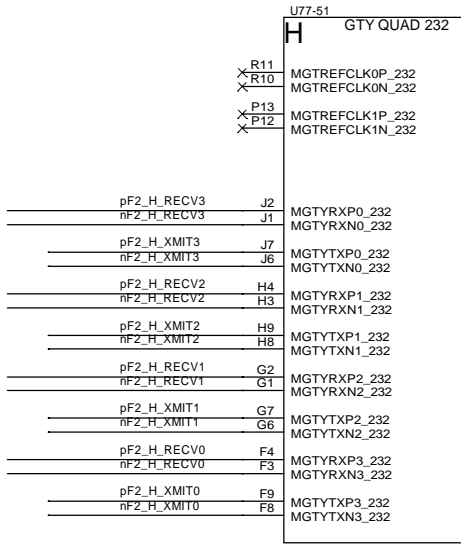 U77-51
H GTY QUAD 232
R11 MGTREFCLK0P_232
R10 MGTREFCLK0N_232
P13 MGTREFCLK1P_232
P12 MGTREFCLK1N_232
pF2_H_RECV3 J2 MGTYRXP0_232
nF2_H_RECV3 J1 MGTYRXN0_232
pF2_H_XMIT3 J7 MGTYTXP0_232
nF2_H_XMIT3 J6 MGTYTXN0_232
pF2_H_RECV2 H4 MGTYRXP1_232
nF2_H_RECV2 H3 MGTYRXN1_232
pF2_H_XMIT2 H9 MGTYTXP1_232
nF2_H_XMIT2 H8 MGTYTXN1_232
pF2_H_RECV1 G2 MGTYRXP2_232
nF2_H_RECV1 G1 MGTYRXN2_232
pF2_H_XMIT1 G7 MGTYTXP2_232
nF2_H_XMIT1 G6 MGTYTXN2_232
pF2_H_RECV0 F4 MGTYRXP3_232
nF2_H_RECV0 F3 MGTYRXN3_232
pF2_H_XMIT0 F9 MGTYTXP3_232
nF2_H_XMIT0 F8 MGTYTXN3_232